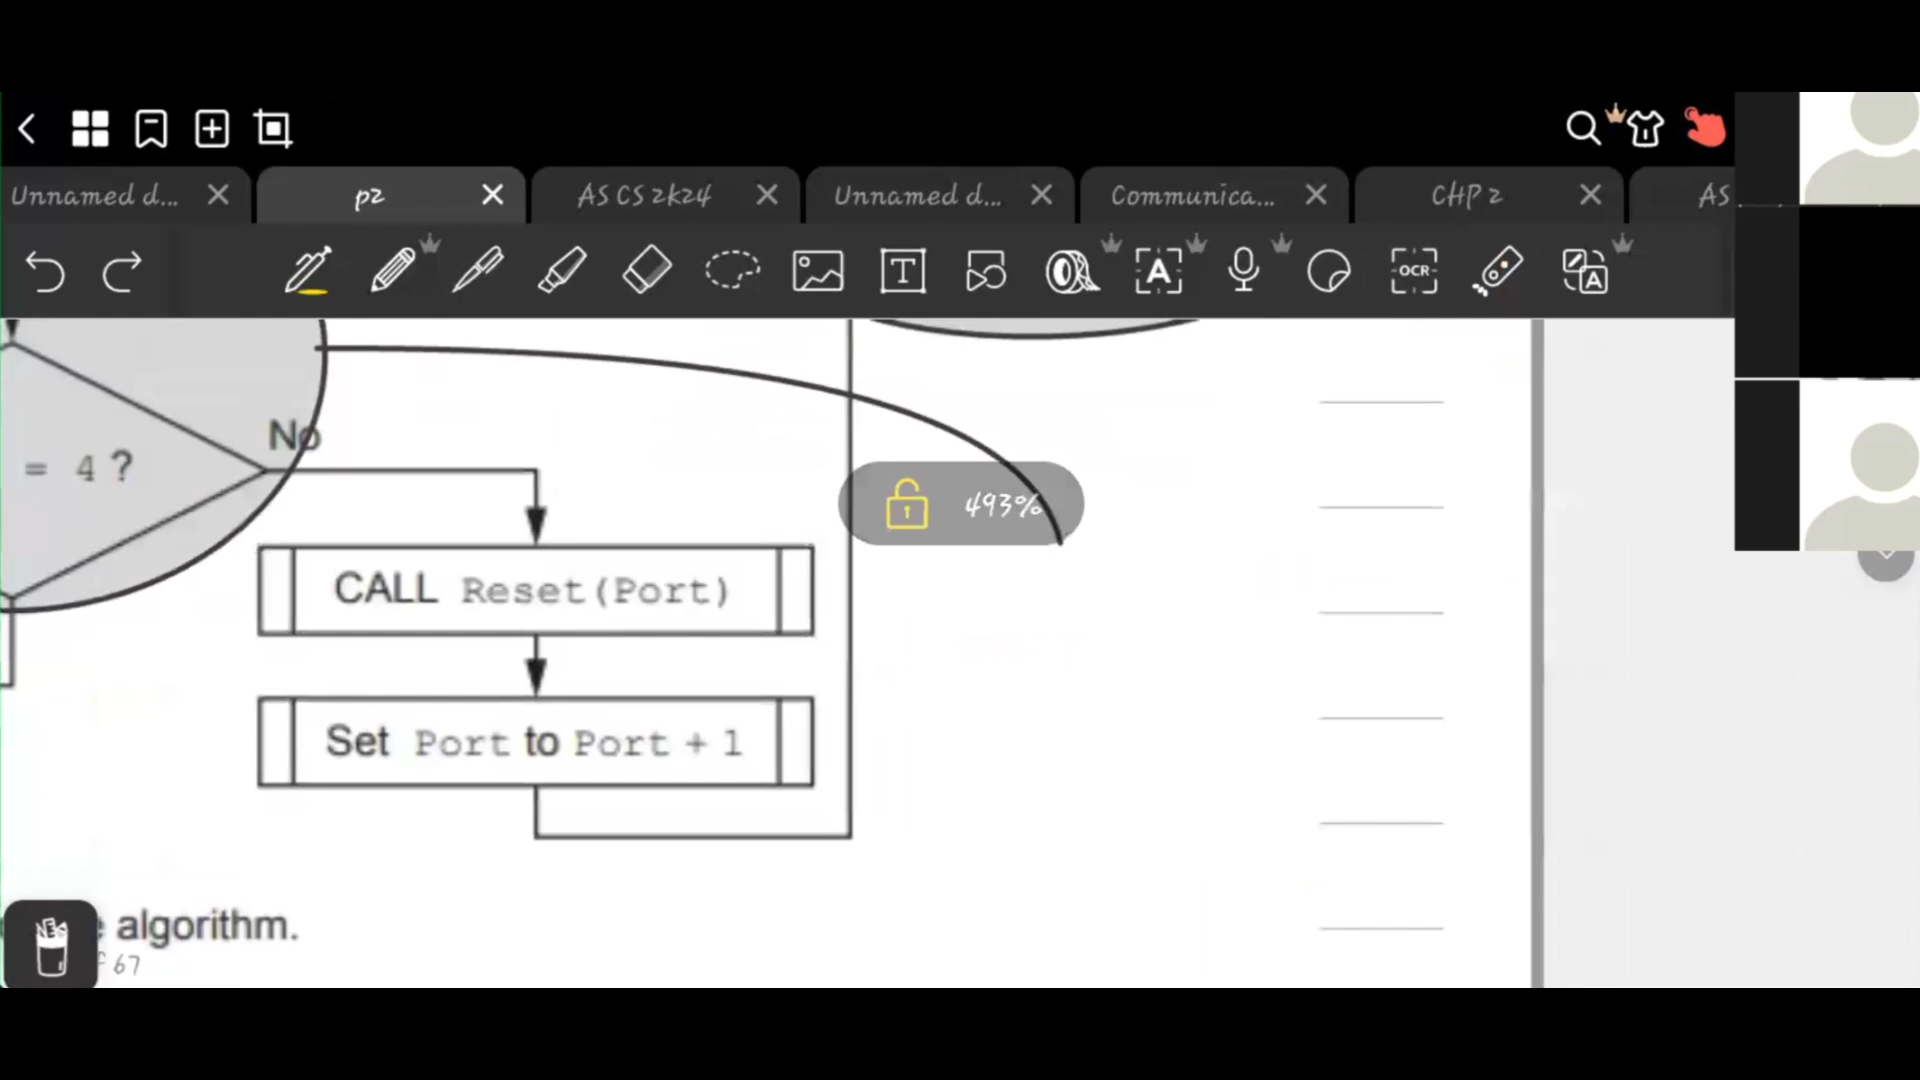 Unnamed d...
p2
AS CS 2k24
Unnamed d...
Communica...
CHP 2
AS
T
A
OCR
A
No
= 4 ?
493%
CALL Reset(Port)
Set Port to Port + 1
algorithm.
67